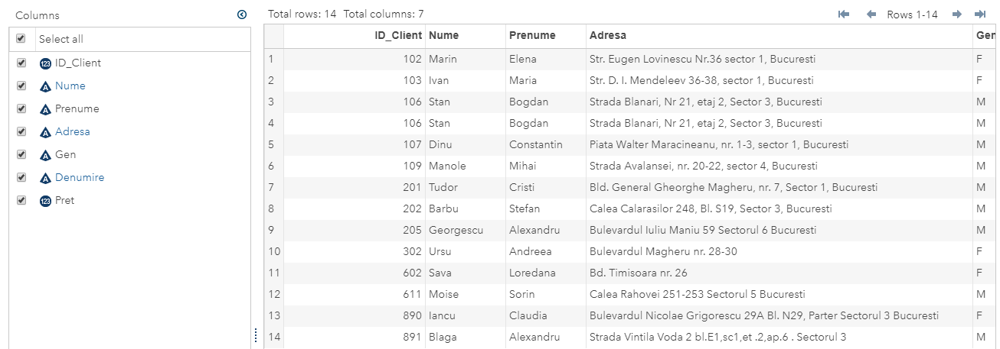 Columns
Select all
ID_Client
Nume
Prenume
Adresa
Gen
Denumire
Pret
Total rows: 14 Total columns: 7 Rows 1-14
ID_Client Nume Prenume Adresa Gen
1 102 Marin Elena Str. Eugen Lovinescu Nr.36 sector 1, Bucuresti F
2 103 Ivan Maria Str. D. I. Mendeleev 36-38, sector 1, Bucuresti F
3 106 Stan Bogdan Strada Blanari, Nr 21, etaj 2, Sector 3, Bucuresti M
4 106 Stan Bogdan Strada Blanari, Nr 21, etaj 2, Sector 3, Bucuresti M
5 107 Dinu Constantin Piata Walter Maracineanu, nr. 1-3, sector 1, Bucuresti M
6 109 Manole Mihai Strada Avalansei, nr. 20-22, sector 4, Bucuresti M
7 201 Tudor Cristi Bld. General Gheorghe Magheru, nr. 7, Sector 1, Bucuresti M
8 202 Barbu Stefan Calea Calarasilor 248, Bl. S19, Sector 3, Bucuresti M
9 205 Georgescu Alexandru Bulevardul Iuliu Maniu 59 Sectorul 6 Bucuresti M
10 302 Ursu Andreea Bulevardul Magheru nr. 28-30 F
11 602 Sava Loredana Bd. Timisoara nr. 26 F
12 611 Moise Sorin Calea Rahovei 251-253 Sectorul 5 Bucuresti M
13 890 Iancu Claudia Bulevardul Nicolae Grigorescu 29A Bl. N29, Parter Sectorul 3 Bucuresti F
14 891 Blaga Alexandru Strada Vintila Voda 2 bl.E1,sc1,et .2,ap.6 . Sectorul 3 M